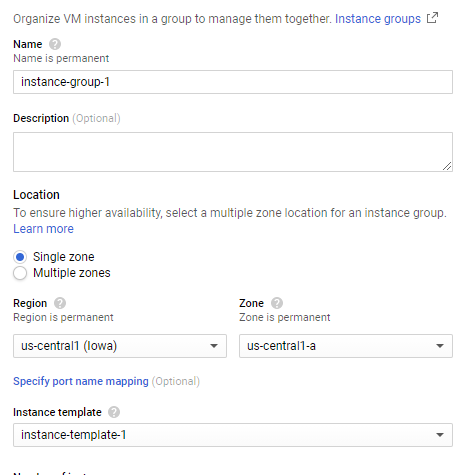 Organize VM instances in a group to manage them together. Instance groups
Name
Name is permanent
instance-group-1
Description (Optional)
Location
To ensure higher availability, select a multiple zone location for an instance group.
Learn more
Single zone
Multiple zones
Region Zone
Region is permanent Zone is permanent
us-central1 (Iowa) us-central1-a
Specify port name mapping (Optional)
Instance template
instance-template-1